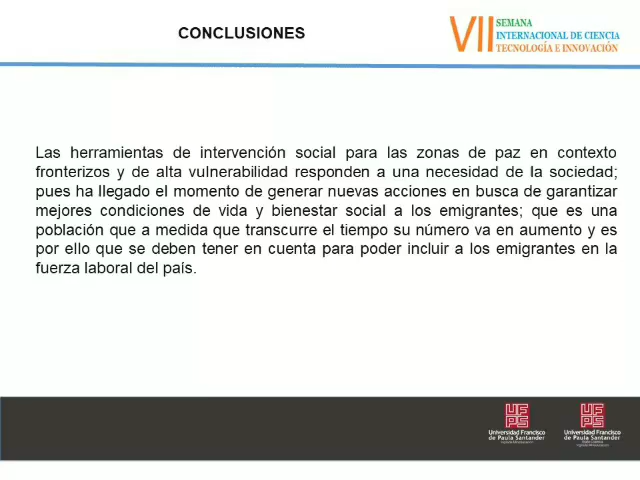 CONCLUSIONES
VII SEMANA
INTERNACIONAL DE CIENCIA
TECNOLOGÍA E INNOVACIÓN
Las herramientas de intervención social para las zonas de paz en contexto
fronterizos y de alta vulnerabilidad responden a una necesidad de la sociedad;
pues ha llegado el momento de generar nuevas acciones en busca de garantizar
mejores condiciones de vida y bienestar social a los emigrantes; que es una
población que a medida que transcurre el tiempo su número va en aumento y es
por ello que se deben tener en cuenta para poder incluir a los emigrantes en la
fuerza laboral del país.
UF
PS
Universidad Francisco
de Paula Santander
UF
PS
Universidad Francisco
de Paula Santander